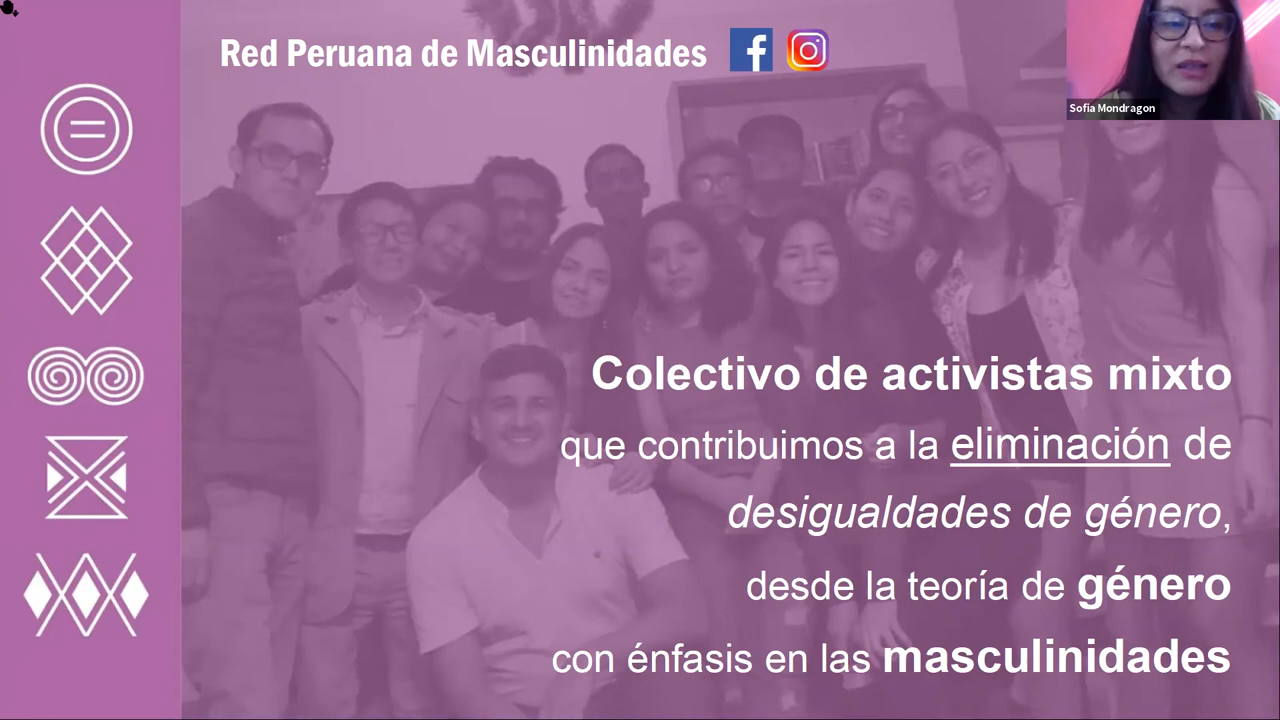 Red Peruana de Masculinidades
Sofia Mondragon
Colectivo de activistas mixto
que contribuimos a la eliminación de
desigualdades de género,
desde la teoría de género
con énfasis en las masculinidades